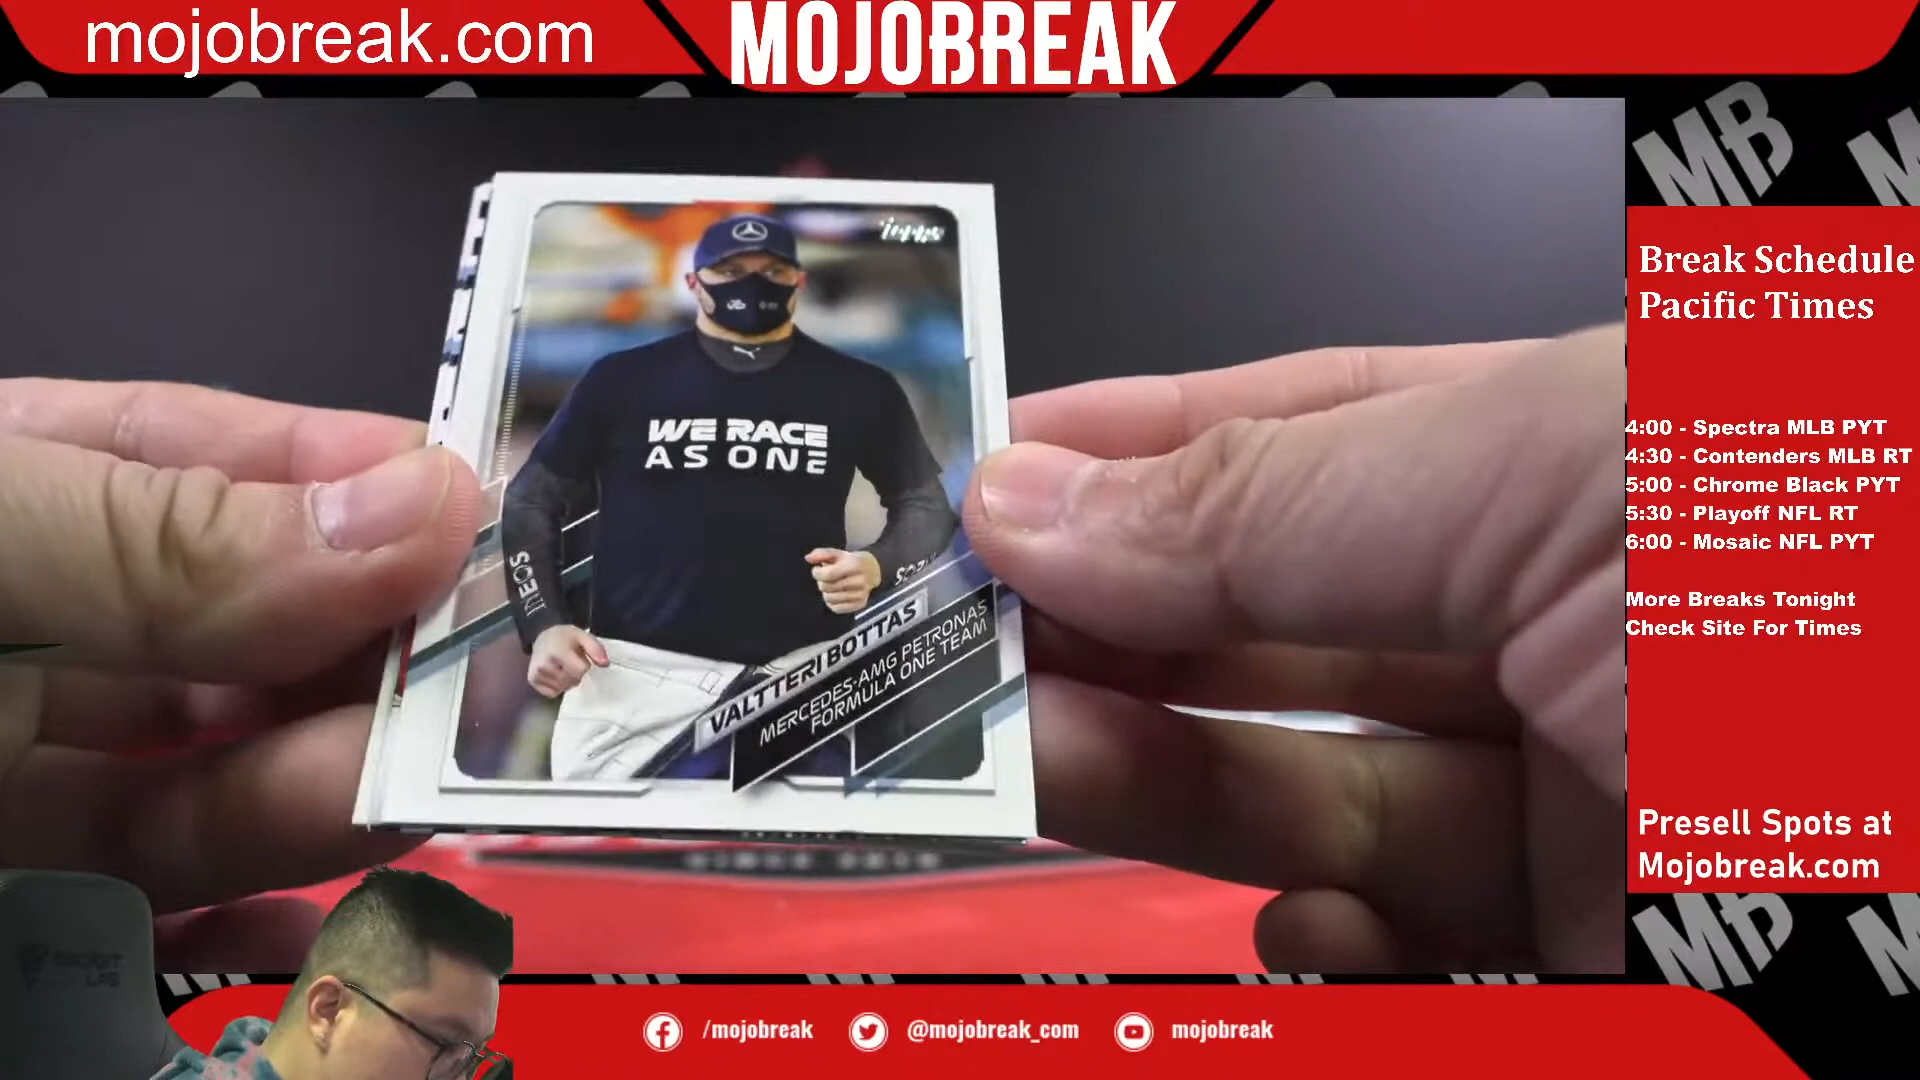 mojobreak.com
MOJOBREAK
Topps
WE RACE
AS ONE
INEOS
VALTTERI BOTTAS
MERCEDES-AMG PETRONAS
FORMULA ONE TEAM
Break Schedule
Pacific Times
4:00 - Spectra MLB PYT
4:30 - Contenders MLB RT
5:00 - Chrome Black PYT
5:30 - Playoff NFL RT
6:00 - Mosaic NFL PYT
More Breaks Tonight
Check Site For Times
Presell Spots at
Mojobreak.com
MB
MB
/mojobreak
@mojobreak_com
mojobreak